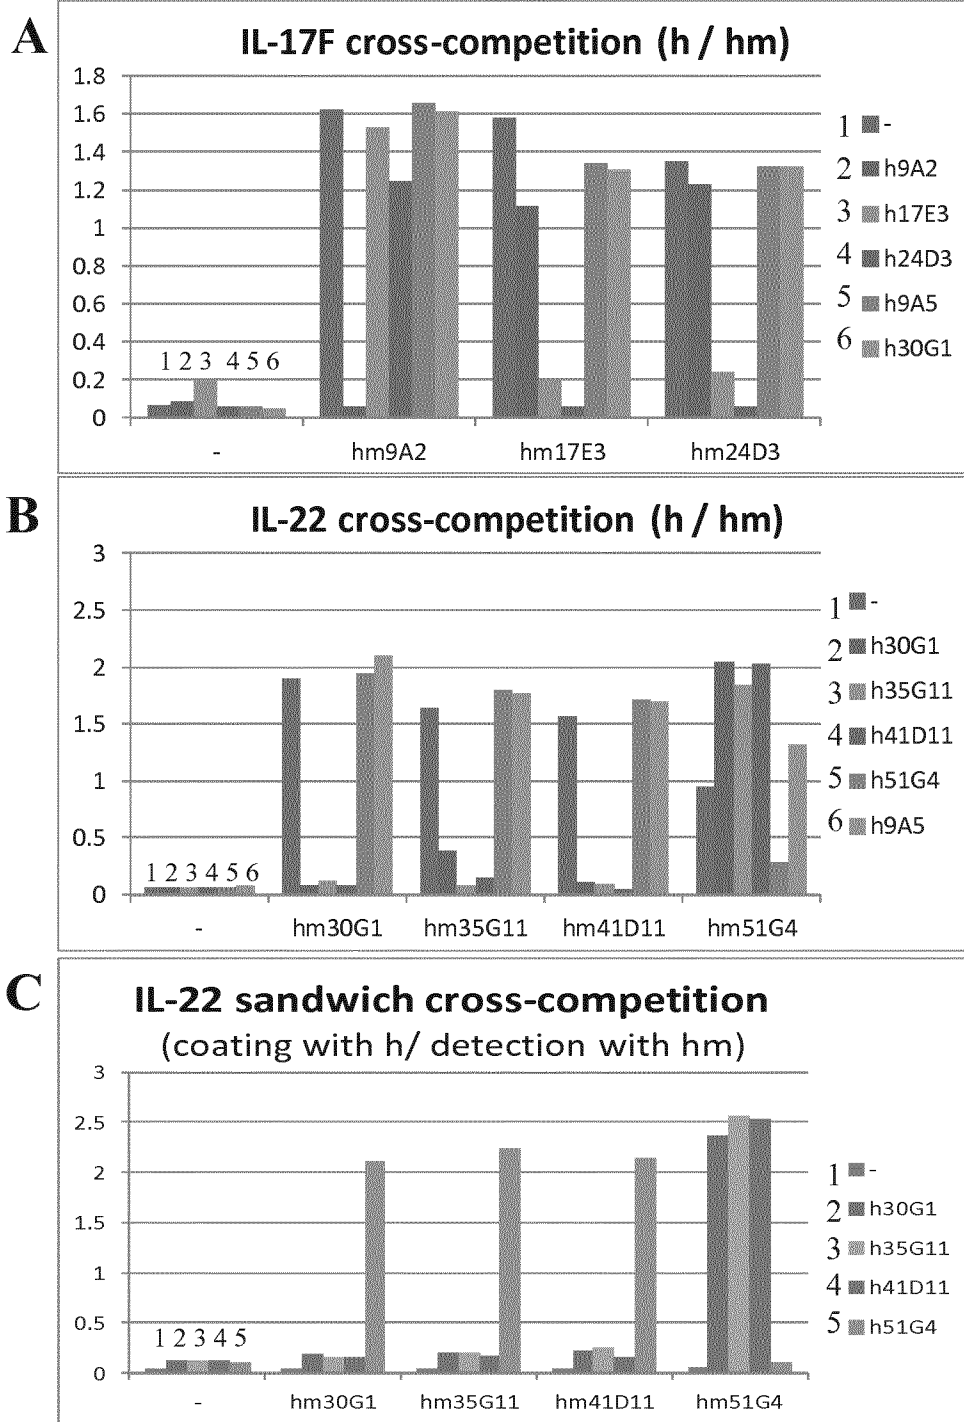 A
IL-17F cross-competition (h / hm)
1.8
1.6
1.4
1.2
1
0.8
0.6
0.4
0.2
0
1 2 3 4 5 6
- hm9A2 hm17E3 hm24D3
1 -
2 h9A2
3 h17E3
4 h24D3
5 h9A5
6 h30G1
B
IL-22 cross-competition (h / hm)
3
2.5
2
1.5
1
0.5
0
1 2 3 4 5 6
- hm30G1 hm35G11 hm41D11 hm51G4
1 -
2 h30G1
3 h35G11
4 h41D11
5 h51G4
6 h9A5
C
IL-22 sandwich cross-competition
(coating with h/ detection with hm)
3
2.5
2
1.5
1
0.5
0
1 2 3 4 5
- hm30G1 hm35G11 hm41D11 hm51G4
1 -
2 h30G1
3 h35G11
4 h41D11
5 h51G4